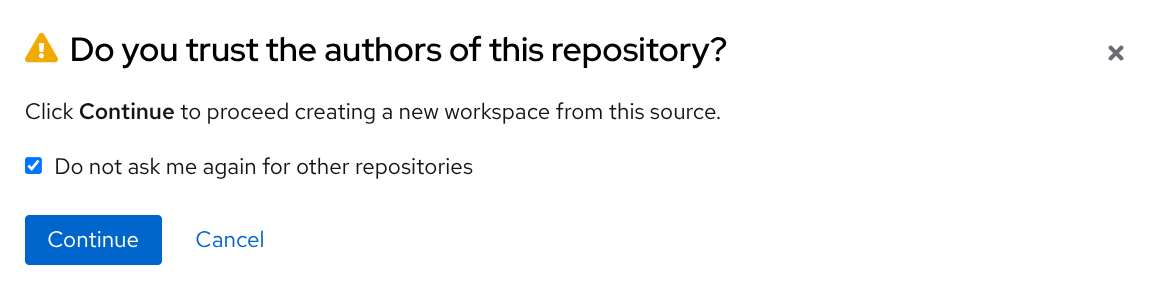 Do you trust the authors of this repository?
Click Continue to proceed creating a new workspace from this source.
Do not ask me again for other repositories
Continue
Cancel